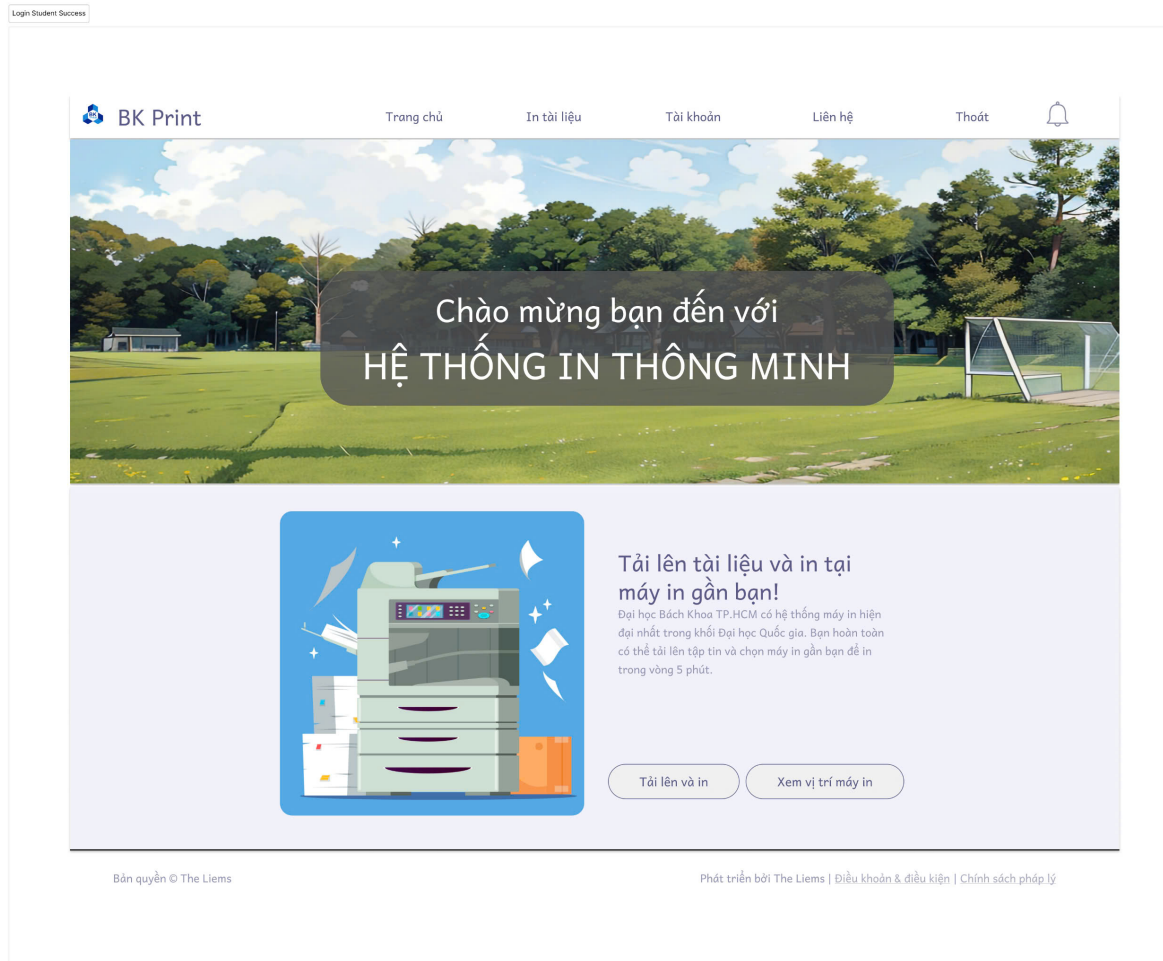 Login Student Success
BK
BK Print
Trang chủ
In tài liệu
Tài khoản
Liên hệ
Thoát
Chào mừng bạn đến với
HỆ THỐNG IN THÔNG MINH
Tải lên tài liệu và in tại
máy in gần bạn!
Đại học Bách Khoa TP.HCM có hệ thống máy in hiện
đại nhất trong khối Đại học Quốc gia. Bạn hoàn toàn
có thể tải lên tập tin và chọn máy in gần bạn để in
trong vòng 5 phút.
Tải lên và in
Xem vị trí máy in
Bản quyền © The Liems
Phát triển bởi The Liems | Điều khoản & điều kiện | Chính sách pháp lý